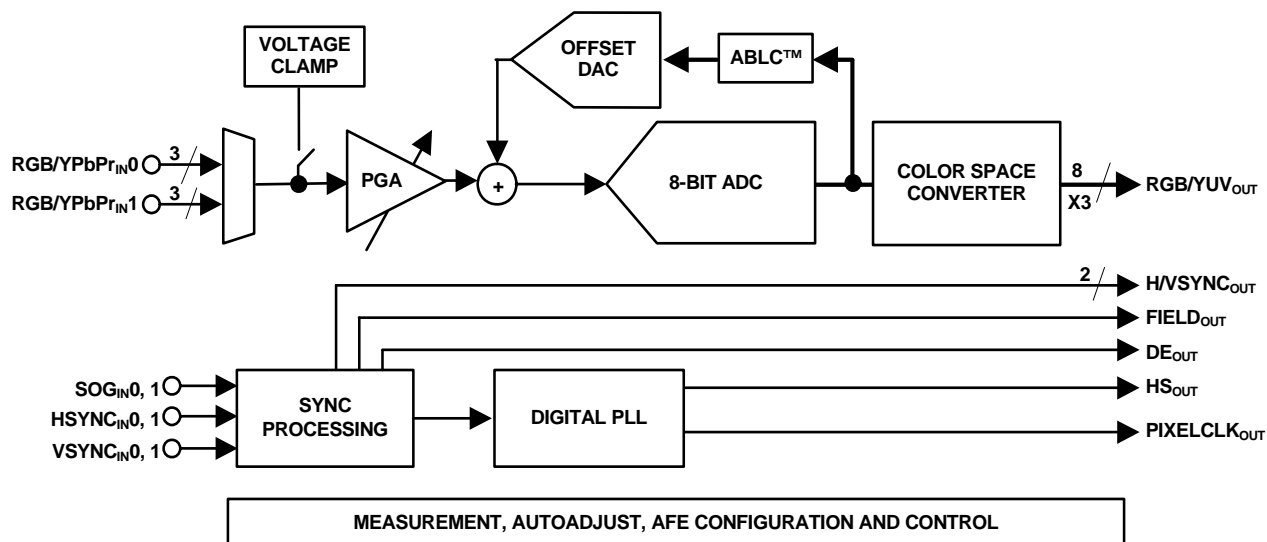 VOLTAGE
CLAMP
OFFSET
DAC
ABLC™
RGB/YPbPrIN0
3
RGB/YPbPrIN1
3
PGA
+
8-BIT ADC
COLOR SPACE
CONVERTER
8
X3
RGB/YUVOUT
2
H/VSYNCOUT
FIELDOUT
DEOUT
SOGIN0, 1
HSYNCIN0, 1
VSYNCIN0, 1
SYNC
PROCESSING
DIGITAL PLL
HSOUT
PIXELCLKOUT
MEASUREMENT, AUTOADJUST, AFE CONFIGURATION AND CONTROL